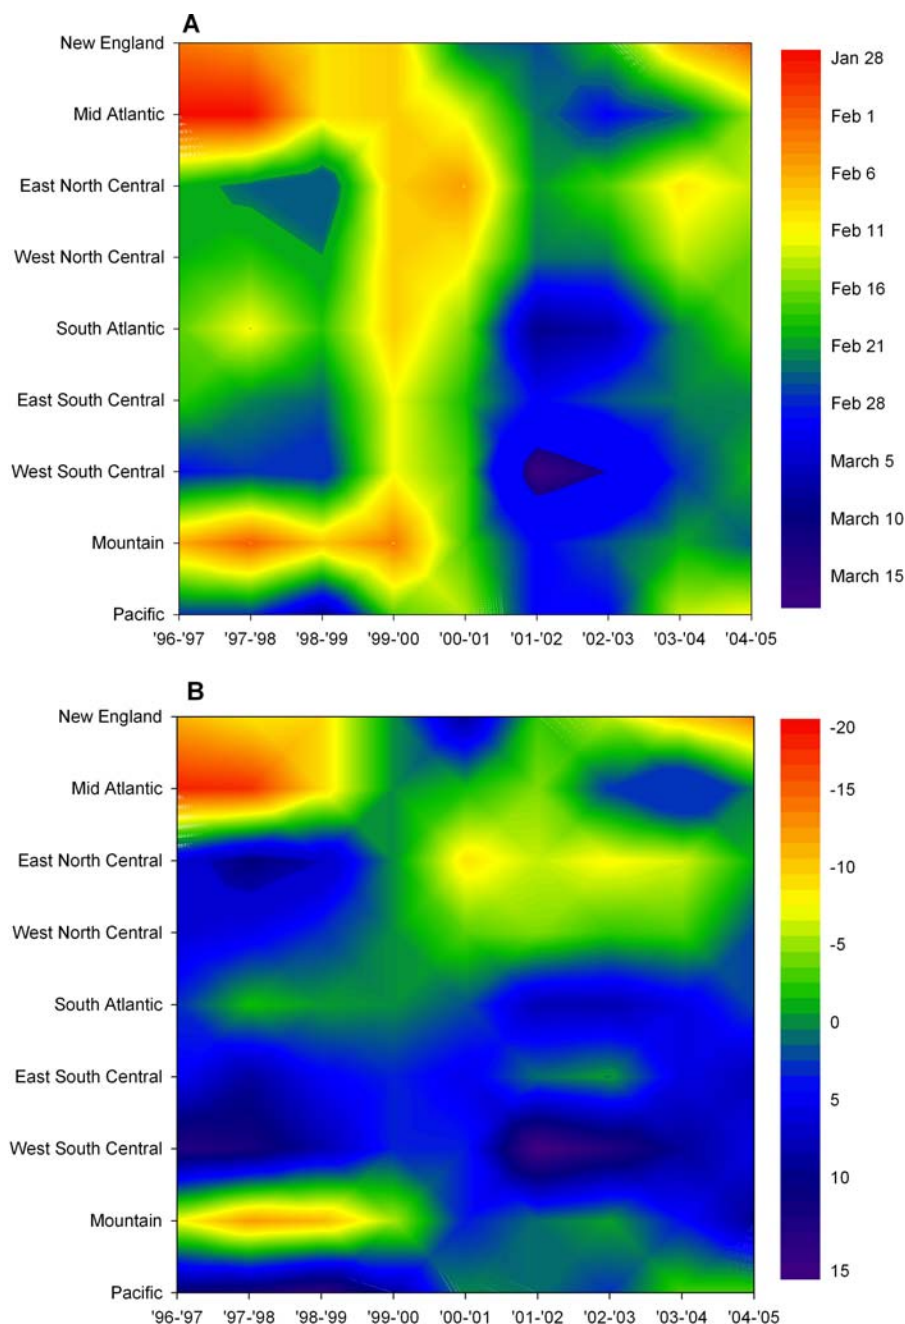 A
New England
Mid Atlantic
East North Central
West North Central
South Atlantic
East South Central
West South Central
Mountain
Pacific
'96-'97 '97-'98 '98-'99 '99-'00 '00-'01 '01-'02 '02-'03 '03-'04 '04-'05
Jan 28
Feb 1
Feb 6
Feb 11
Feb 16
Feb 21
Feb 28
March 5
March 10
March 15
B
New England
Mid Atlantic
East North Central
West North Central
South Atlantic
East South Central
West South Central
Mountain
Pacific
'96-'97 '97-'98 '98-'99 '99-'00 '00-'01 '01-'02 '02-'03 '03-'04 '04-'05
-20
-15
-10
-5
0
5
10
15